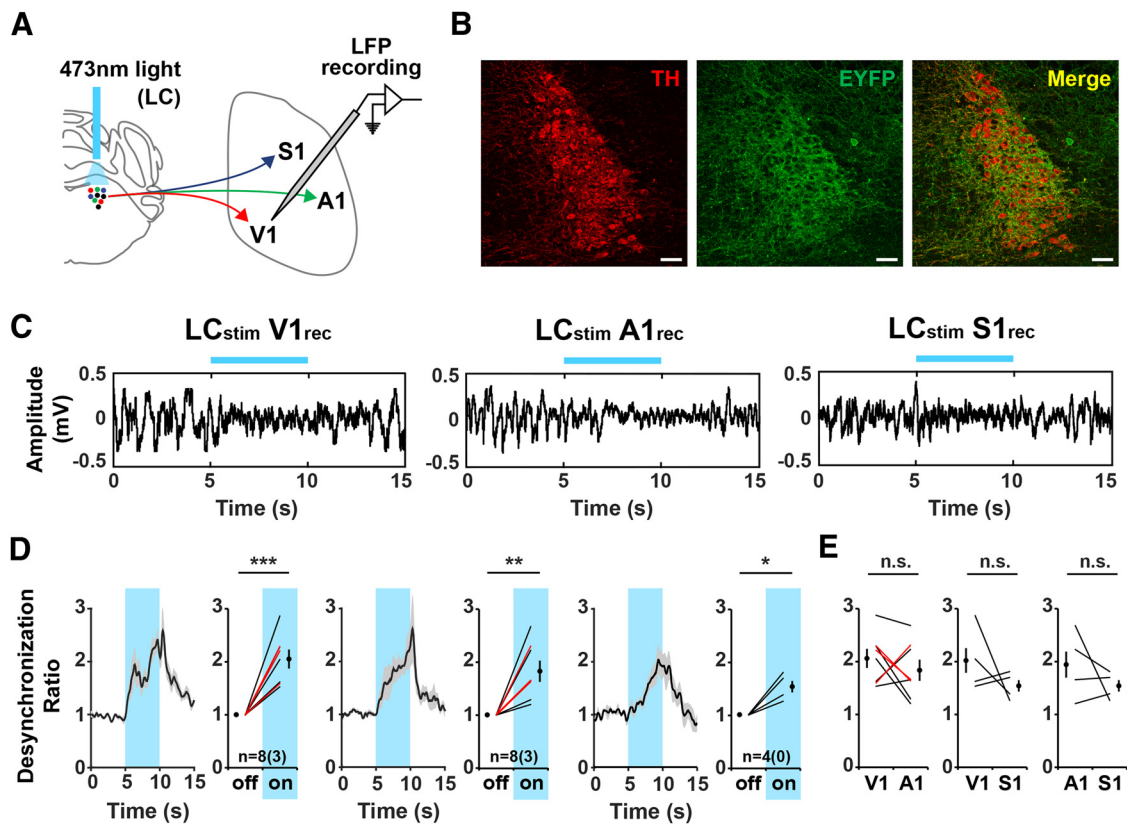 A
473nm light
(LC)
LFP
recording
S1
A1
V1
B
TH
EYFP
Merge
C
LCstim V1rec
LCstim A1rec
LCstim S1rec
Amplitude
(mV)
0.5
0
-0.5
0 5 10 15
Time (s)
0.5
0
-0.5
0 5 10 15
Time (s)
0.5
0
-0.5
0 5 10 15
Time (s)
D
Desynchronization
Ratio
3
2
1
0
0 5 10 15
Time (s)
***
3
2
1
0
n=8(3)
off on
3
2
1
0
0 5 10 15
Time (s)
**
3
2
1
0
n=8(3)
off on
3
2
1
0
0 5 10 15
Time (s)
*
3
2
1
0
n=4(0)
off on
E
n.s.
3
2
1
0
V1 A1
n.s.
3
2
1
0
V1 S1
n.s.
3
2
1
0
A1 S1